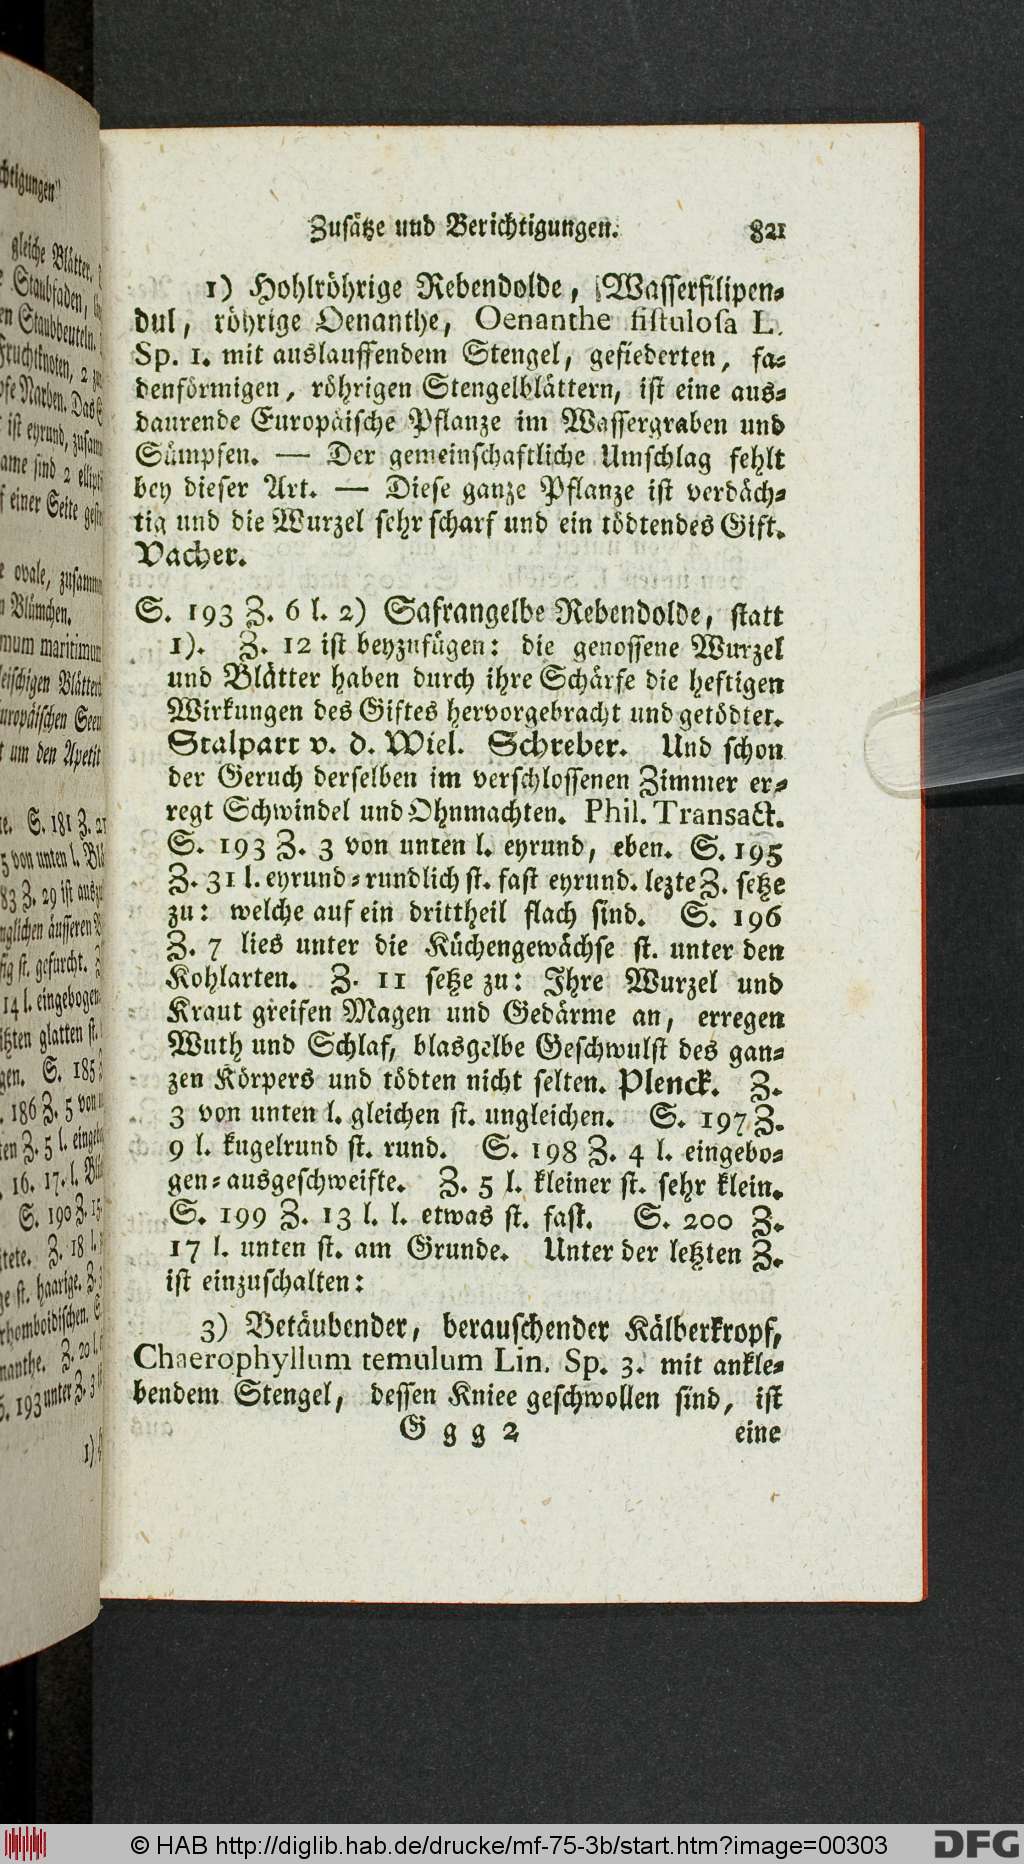 Zusätze und Berichtigungen. 821
1) Hohlröhrige Rebendolde, Wasserfilipen-
dul, röhrige Oenanthe, Oenanthe fistulosa L.
Sp. 1. mit auslauffendem Stengel, gefiederten, fa-
denförmigen, röhrigen Stengelblättern, ist eine aus-
daurende Europäische Pflanze im Wassergraben und
Sümpfen. — Der gemeinschaftliche Umschlag fehlt
bey dieser Art. — Diese ganze Pflanze ist verdäch-
tig und die Wurzel sehr scharf und ein tödtendes Gift.
Vacher.
S. 193 Z. 6 l. 2) Safrangelbe Rebendolde, statt
1). Z. 12 ist beyzufügen: die genossene Wurzel
und Blätter haben durch ihre Schärfe die heftigen
Wirkungen des Giftes hervorgebracht und getödtet.
Stalpart v. d. Wiel. Schreber. Und schon
der Geruch derselben im verschlossenen Zimmer er-
regt Schwindel und Ohnmachten. Phil. Transact.
S. 193 Z. 3 von unten l. eyrund, eben. S. 195
Z. 31 l. eyrund-rundlich st. fast eyrund. lezte Z. setze
zu: welche auf ein drittheil flach sind. S. 196
Z. 7 lies unter die Küchengewächse st. unter den
Kohlarten. Z. 11 setze zu: Ihre Wurzel und
Kraut greifen Magen und Gedärme an, erregen
Wuth und Schlaf, blasgelbe Geschwulst des gan-
zen Körpers und tödten nicht selten. Plenck. Z.
3 von unten l. gleichen st. ungleichen. S. 197 Z.
9 l. kugelrund st. rund. S. 198 Z. 4 l. eingebo-
gen-ausgeschweifte. Z. 5 l. kleiner st. sehr klein.
S. 199 Z. 13 l. l. etwas st. fast. S. 200 Z.
17 l. unten st. am Grunde. Unter der letzten Z.
ist einzuschalten:
3) Betäubender, berauschender Kälberkropf,
Chaerophyllum temulum Lin. Sp. 3. mit ankle-
bendem Stengel, dessen Kniee geschwollen sind, ist
G g g 2 eine
© HAB http://diglib.hab.de/drucke/mf-75-3b/start.htm?image=00303
DFG